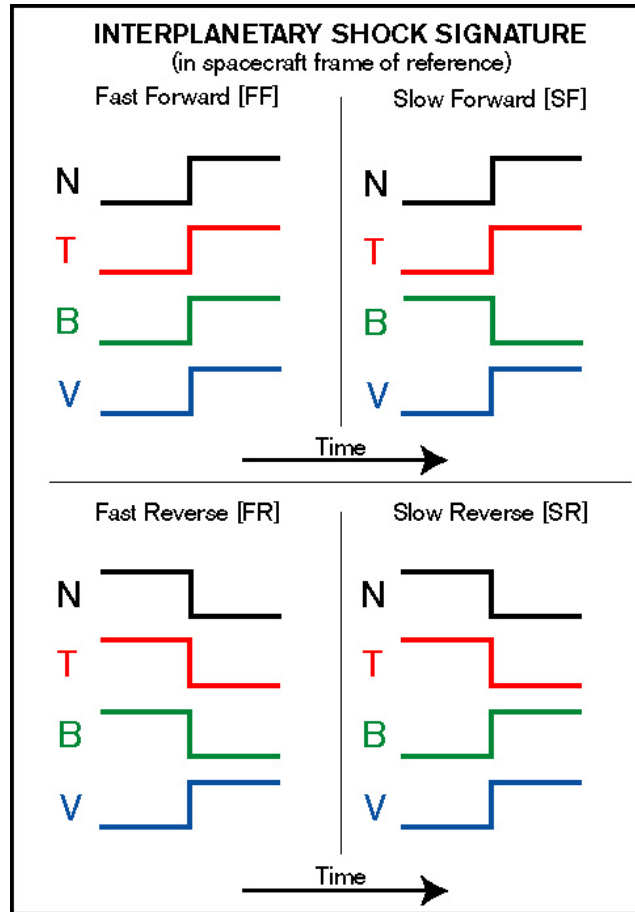 INTERPLANETARY SHOCK SIGNATURE
(in spacecraft frame of reference)
Fast Forward [FF]
N
T
B
V
Slow Forward [SF]
N
T
B
V
Time
Fast Reverse [FR]
N
T
B
V
Slow Reverse [SR]
N
T
B
V
Time